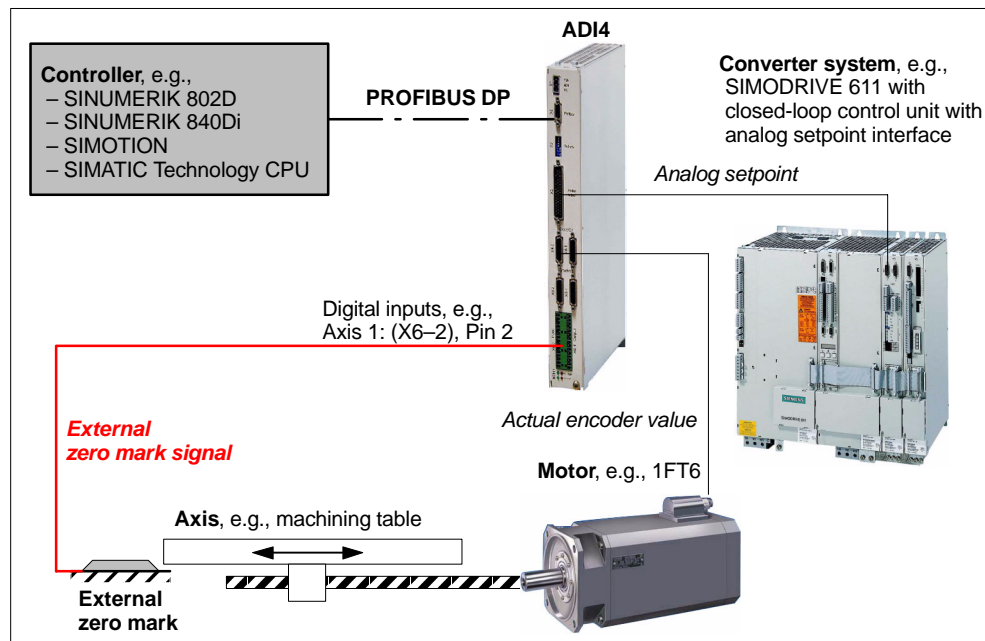 ADI4
Controller, e.g.,
– SINUMERIK 802D
– SINUMERIK 840Di
– SIMOTION
– SIMATIC Technology CPU
PROFIBUS DP
Converter system, e.g.,
SIMODRIVE 611 with
closed-loop control unit with
analog setpoint interface
Analog setpoint
Digital inputs, e.g.,
Axis 1: (X6–2), Pin 2
External
zero mark signal
Actual encoder value
Motor, e.g., 1FT6
Axis, e.g., machining table
External
zero mark
SIEMENS